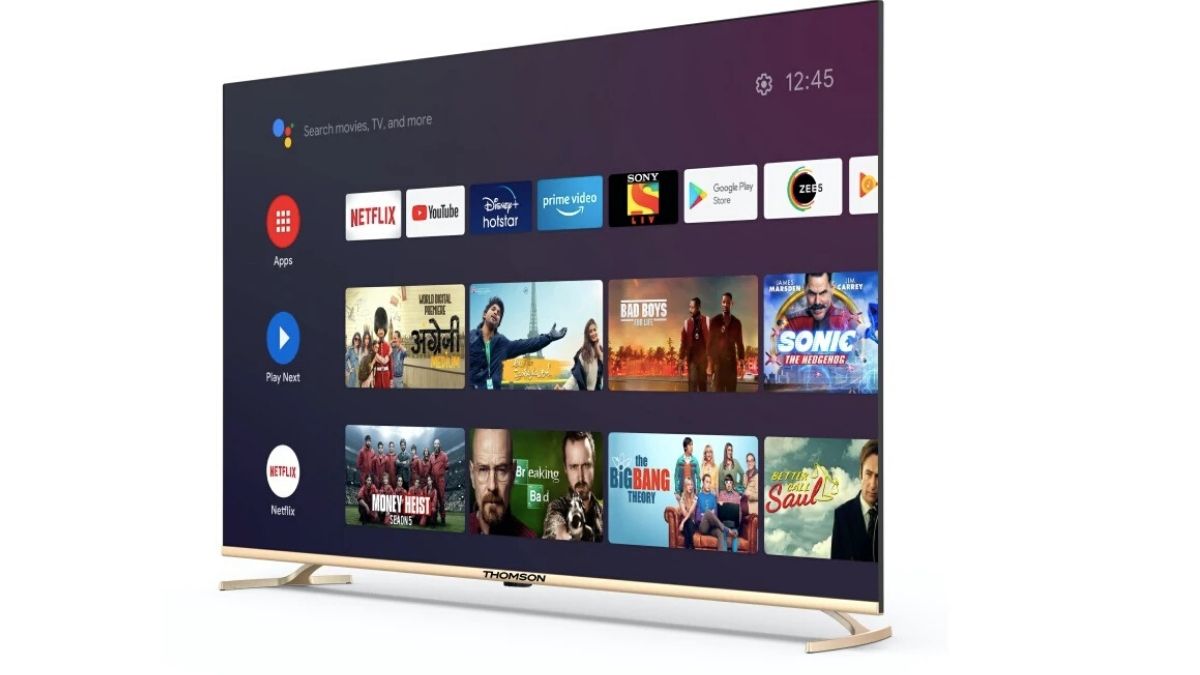 12:45
Search movies, TV, and more
NETFLIX
YouTube
Disney+
hotstar
prime video
SONY
LIV
Google Play
Store
ZEE5
Apps
WORLD DIGITAL
PREMIERE
अंग्रेज़ी
MEDIUM
BAD BOYS
FOR LIFE
JAMES
MARSDEN
JIM
CARREY
SONIC
THE HEDGEHOG
Play Next
NETFLIX
Netflix
MONEY HEIST
SEASON 5
Breaking
Bad
the
BIG BANG
THEORY
BETTER
CALL
Saul
THOMSON